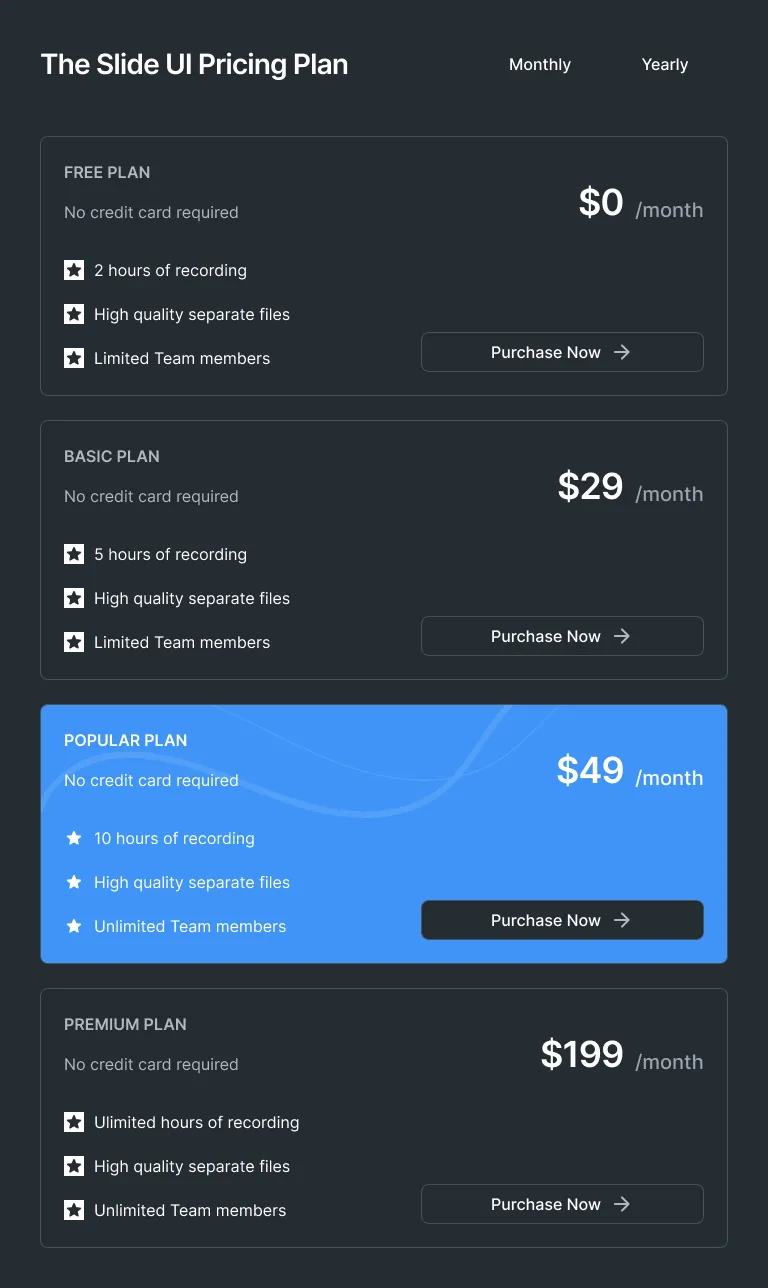 The Slide UI Pricing Plan
Monthly
Yearly
FREE PLAN
No credit card required
$0 /month
2 hours of recording
High quality separate files
Limited Team members
Purchase Now
BASIC PLAN
No credit card required
$29 /month
5 hours of recording
High quality separate files
Limited Team members
Purchase Now
POPULAR PLAN
No credit card required
$49 /month
10 hours of recording
High quality separate files
Unlimited Team members
Purchase Now
PREMIUM PLAN
No credit card required
$199 /month
Ulimited hours of recording
High quality separate files
Unlimited Team members
Purchase Now